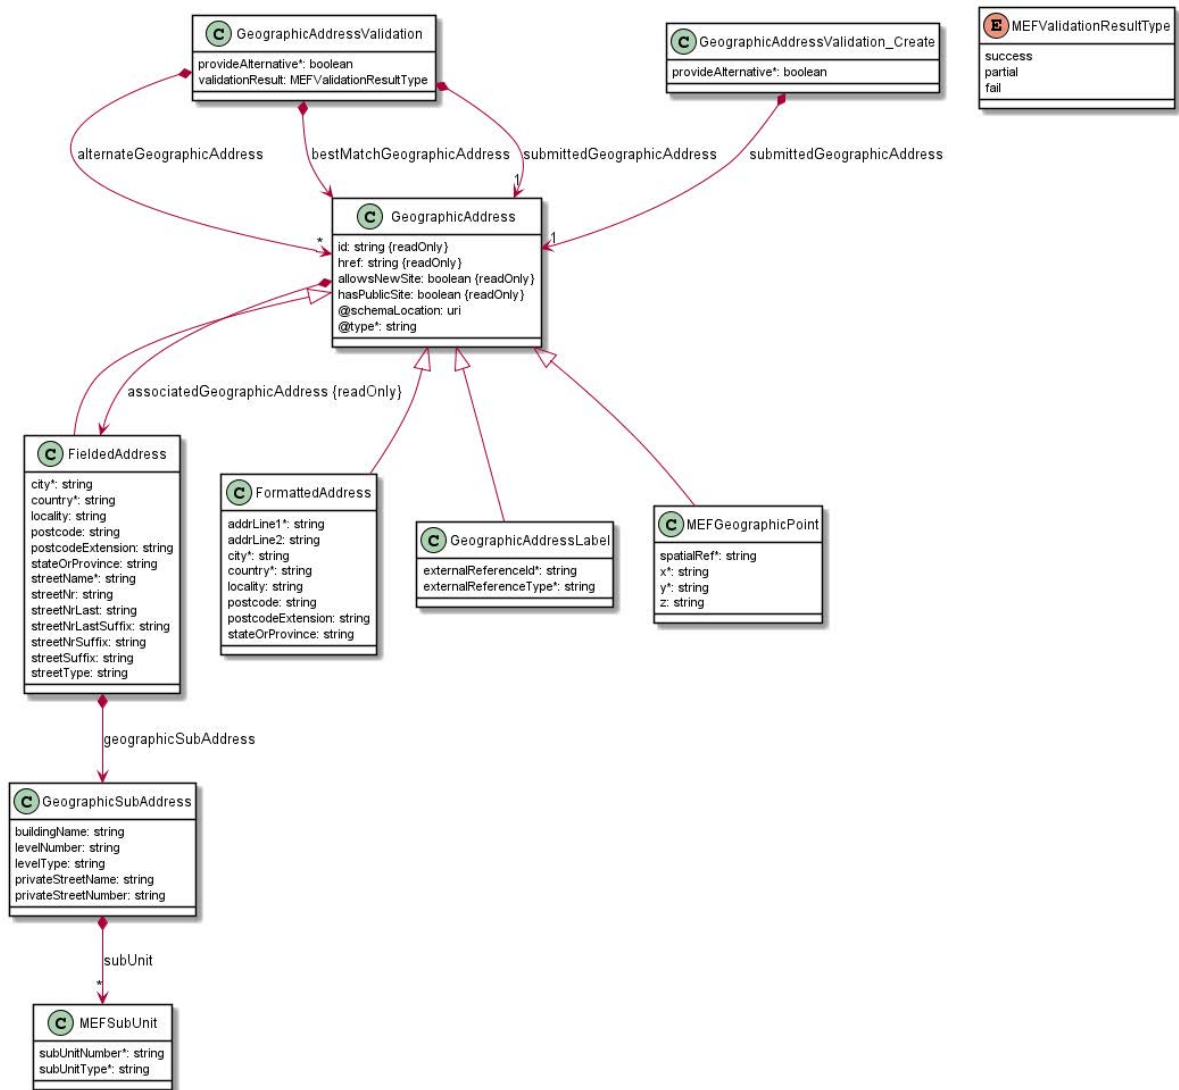 C GeographicAddressValidation
provideAlternative*: boolean
validationResult: MEFValidationResultType
C GeographicAddressValidation_Create
provideAlternative*: boolean
E MEFValidationResultType
success
partial
fail
alternateGeographicAddress
bestMatchGeographicAddress
submittedGeographicAddress
submittedGeographicAddress
1
*
1
C GeographicAddress
id: string {readOnly}
href: string {readOnly}
allowsNewSite: boolean {readOnly}
hasPublicSite: boolean {readOnly}
@schemaLocation: uri
@type*: string
associatedGeographicAddress {readOnly}
C FieldedAddress
city*: string
country*: string
locality: string
postcode: string
postcodeExtension: string
stateOrProvince: string
streetName*: string
streetNr: string
streetNrLast: string
streetNrLastSuffix: string
streetNrSuffix: string
streetSuffix: string
streetType: string
C FormattedAddress
addrLine1*: string
addrLine2: string
city*: string
country*: string
locality: string
postcode: string
postcodeExtension: string
stateOrProvince: string
C GeographicAddressLabel
externalReferenceId*: string
externalReferenceType*: string
C MEFGeographicPoint
spatialRef*: string
x*: string
y*: string
z: string
geographicSubAddress
C GeographicSubAddress
buildingName: string
levelNumber: string
levelType: string
privateStreetName: string
privateStreetNumber: string
subUnit
*
C MEFSubUnit
subUnitNumber*: string
subUnitType*: string